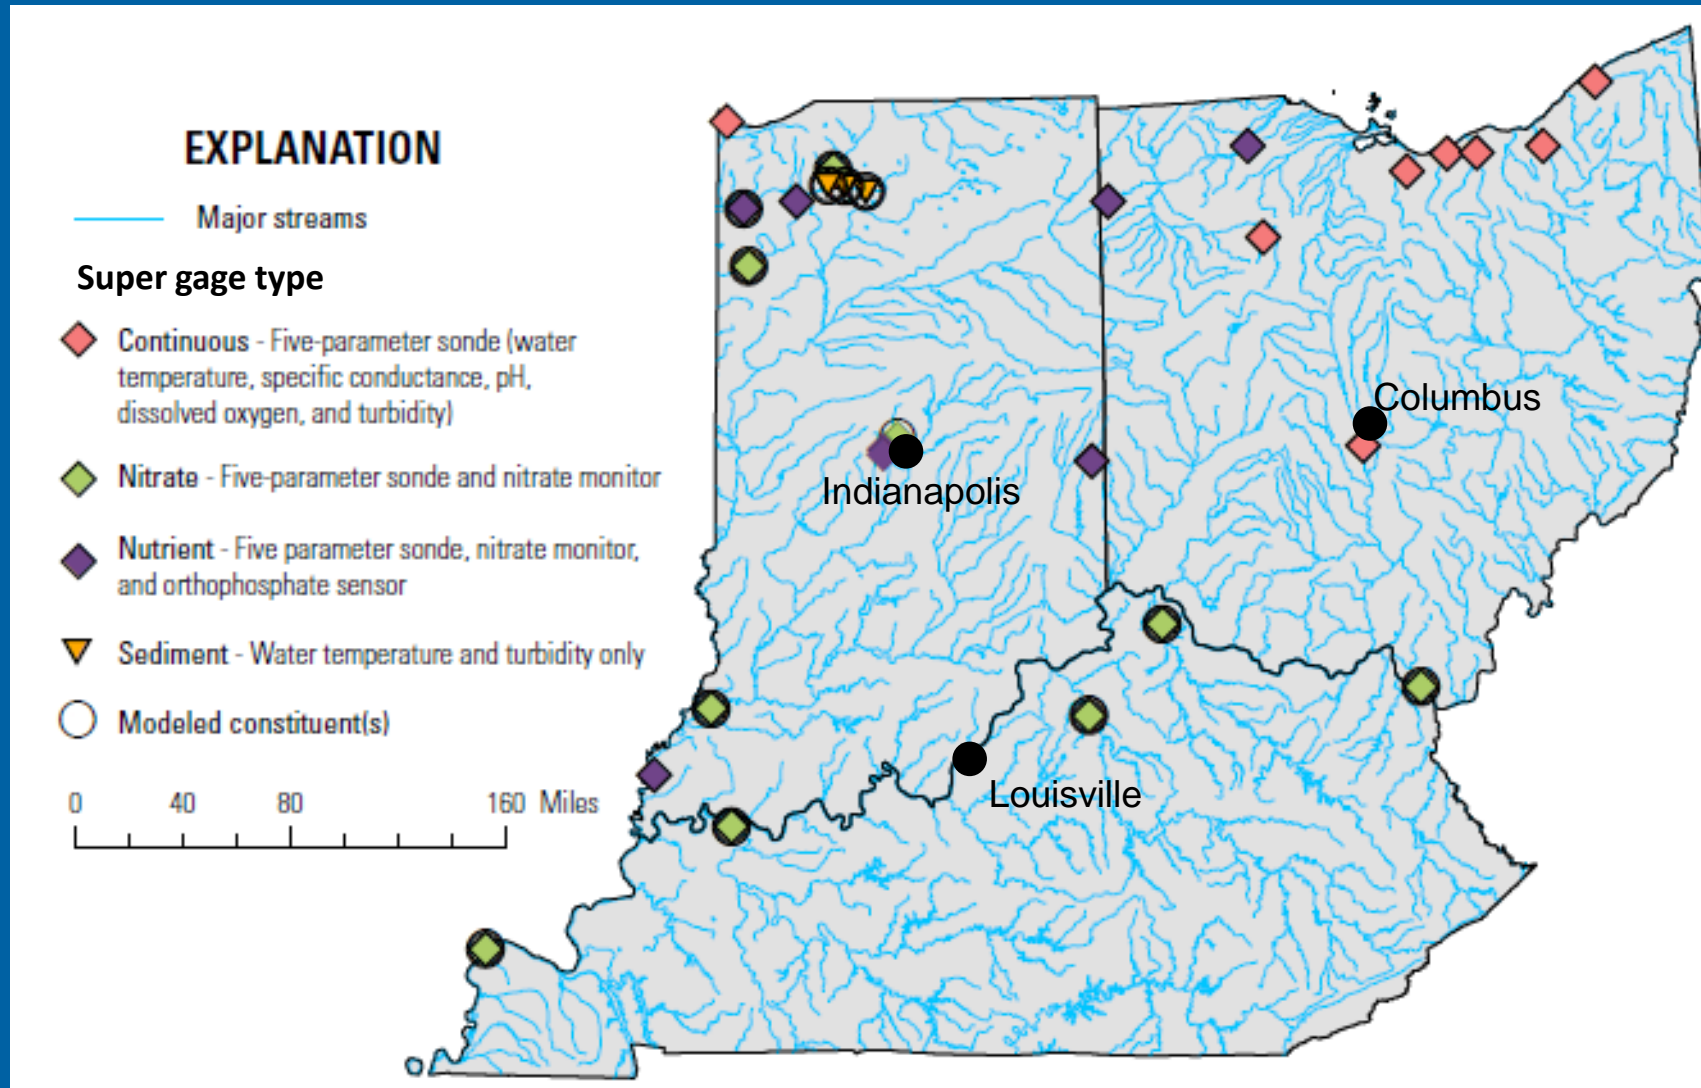 EXPLANATION
Major streams
Super gage type
Continuous - Five-parameter sonde (water
temperature, specific conductance, pH,
dissolved oxygen, and turbidity)
Nitrate - Five-parameter sonde and nitrate monitor
Nutrient - Five parameter sonde, nitrate monitor,
and orthophosphate sensor
Sediment - Water temperature and turbidity only
Modeled constituent(s)
0 40 80 160 Miles
Columbus
Indianapolis
Louisville